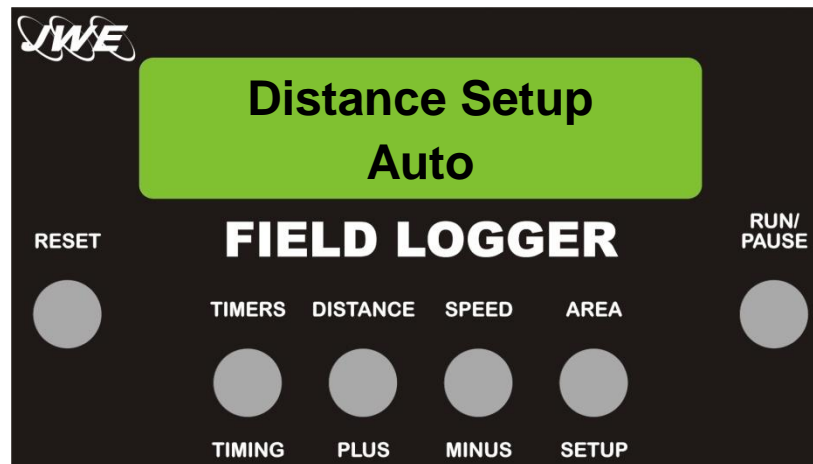 JWE
Distance Setup
Auto
FIELD LOGGER
RESET
RUN/
PAUSE
TIMERS DISTANCE SPEED AREA
TIMING PLUS MINUS SETUP